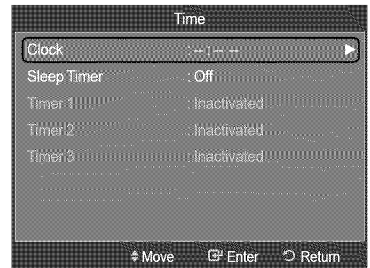 Time
Clock : -- : -- --
Sleep Timer : Off
Timer 1 : Inactivated
Timer 2 : Inactivated
Timer 3 : Inactivated
Move Enter Return